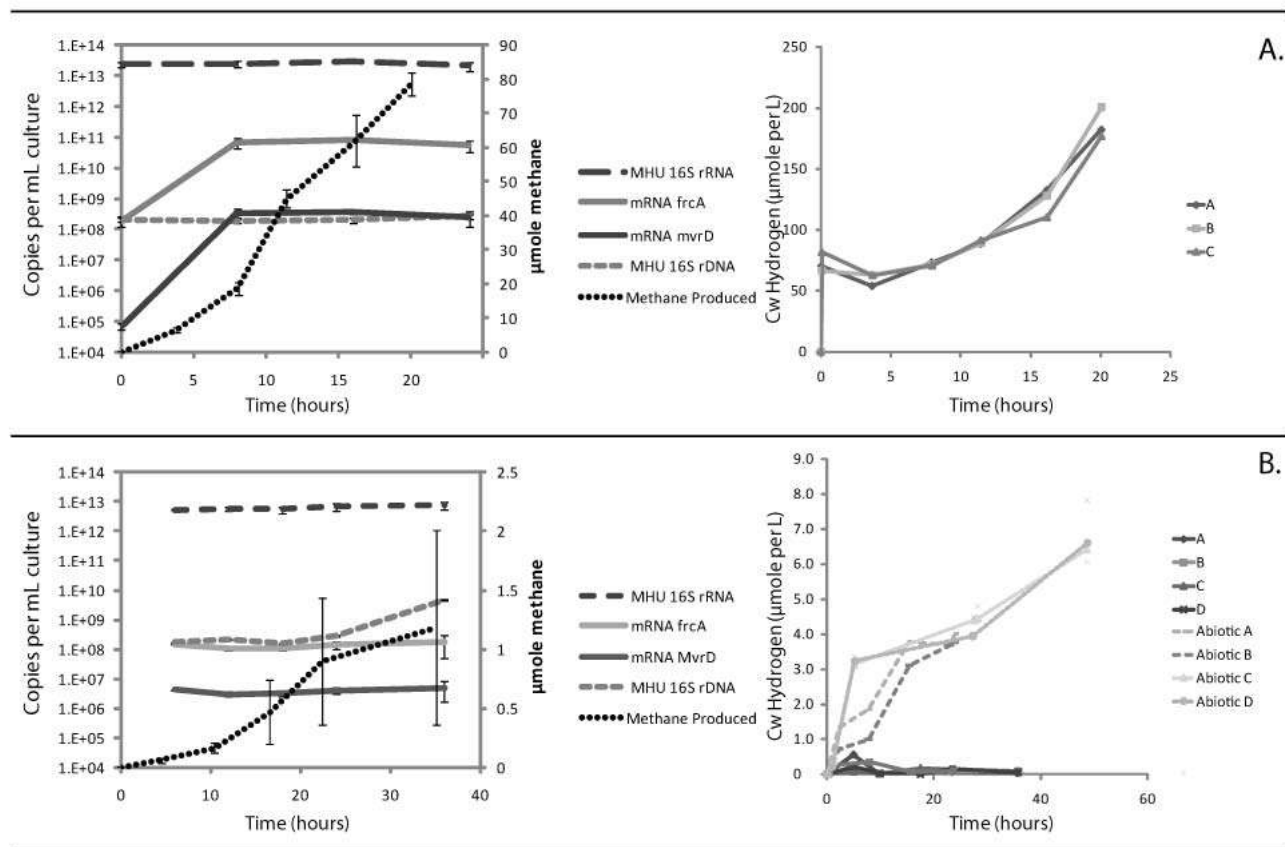 A.
1.E+14
1.E+13
1.E+12
1.E+11
1.E+10
1.E+09
1.E+08
1.E+07
1.E+06
1.E+05
1.E+04
Copies per mL culture
0
5
10
15
20
Time (hours)
90
80
70
60
50
40
30
20
10
0
μmole methane
MHU 16S rRNA
mRNA frcA
mRNA mvrD
MHU 16S rDNA
Methane Produced
250
200
150
100
50
0
Cw Hydrogen (μmole per L)
0
5
10
15
20
25
Time (hours)
A
B
C
B.
1.E+14
1.E+13
1.E+12
1.E+11
1.E+10
1.E+09
1.E+08
1.E+07
1.E+06
1.E+05
1.E+04
Copies per mL culture
0
10
20
30
40
Time (hours)
2.5
2
1.5
1
0.5
0
μmole methane
MHU 16S rRNA
mRNA frcA
mRNA MvrD
MHU 16S rDNA
Methane Produced
9.0
8.0
7.0
6.0
5.0
4.0
3.0
2.0
1.0
0
Cw Hydrogen (μmole per L)
0
20
40
60
Time (hours)
A
B
C
D
Abiotic A
Abiotic B
Abiotic C
Abiotic D